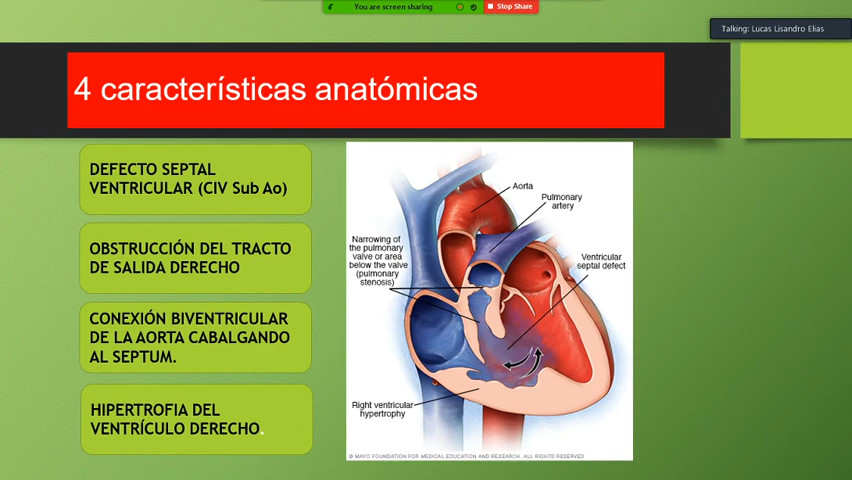 You are screen sharing
Stop Share
Talking: Lucas Lisandro Elias
4 características anatómicas
DEFECTO SEPTAL
VENTRICULAR (CIV Sub Ao)
OBSTRUCCIÓN DEL TRACTO
DE SALIDA DERECHO
CONEXIÓN BIVENTRICULAR
DE LA AORTA CABALGANDO
AL SEPTUM.
HIPERTROFIA DEL
VENTRÍCULO DERECHO.
Aorta
Pulmonary
artery
Narrowing of
the pulmonary
valve or area
below the valve
(pulmonary
stenosis)
Ventricular
septal defect
Right ventricular
hypertrophy
© MAYO FOUNDATION FOR MEDICAL EDUCATION AND RESEARCH. ALL RIGHTS RESERVED